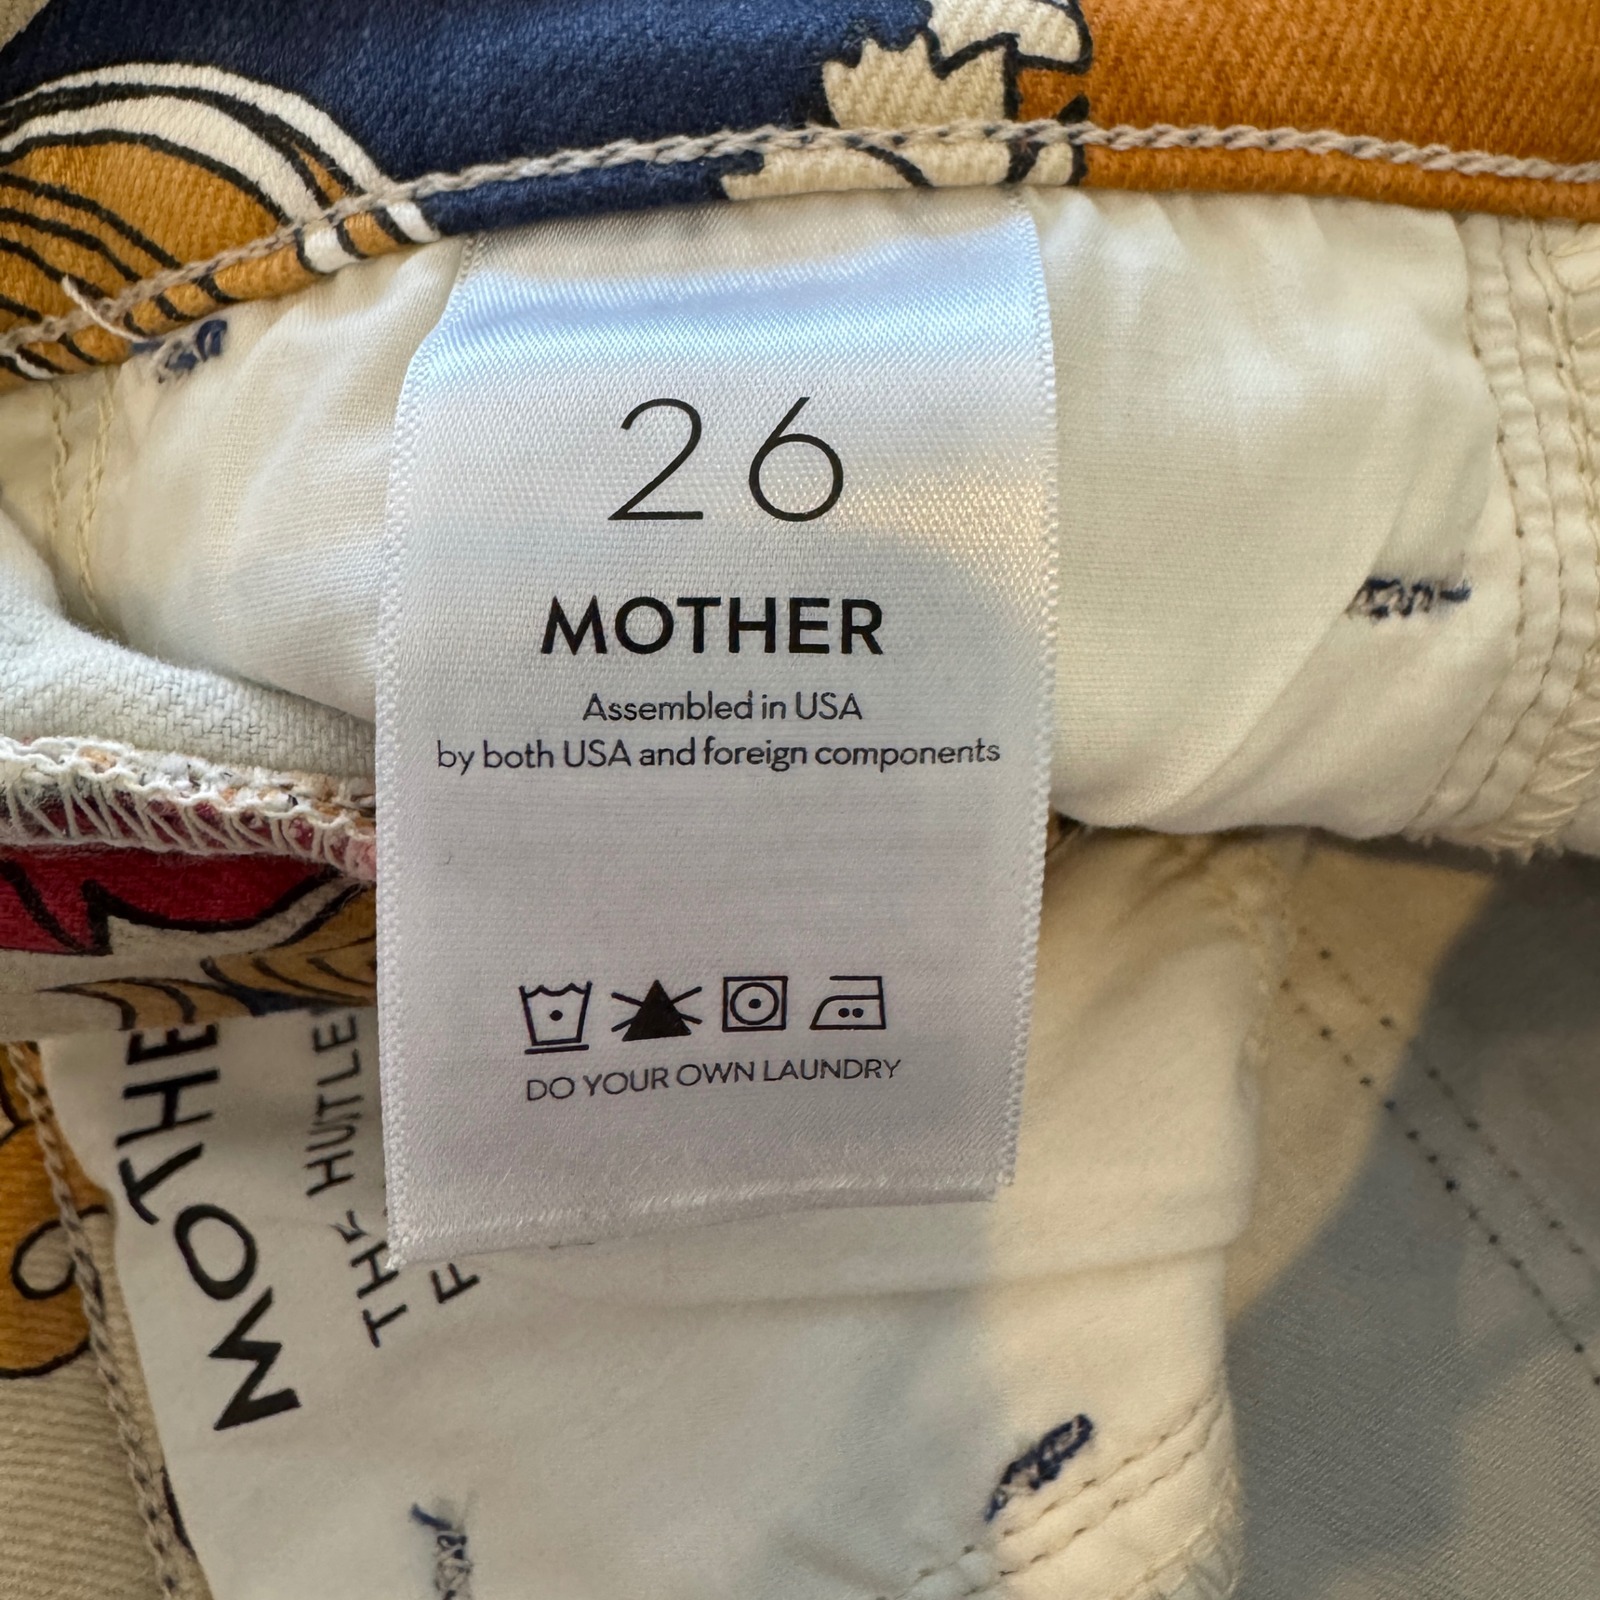 26
MOTHER
Assembled in USA
by both USA and foreign components
DO YOUR OWN LAUNDRY
MOTHE
THE HUTLE
F